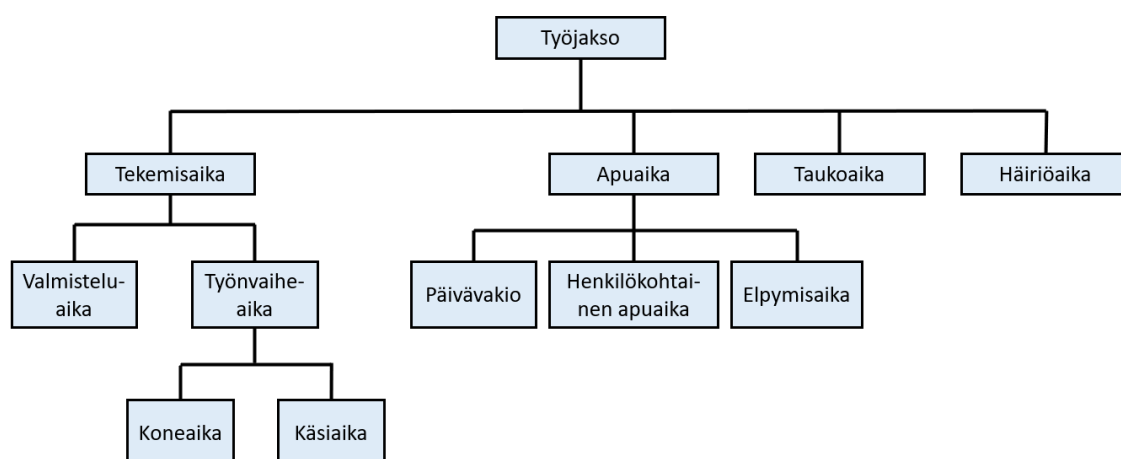 Työjakso
Tekemisaika
Apuaika
Taukoaika
Häiriöaika
Valmistelu-
aika
Työnvaihe-
aika
Päivävakio
Henkilökohtai-
nen apuaika
Elpymisaika
Koneaika
Käsiaika